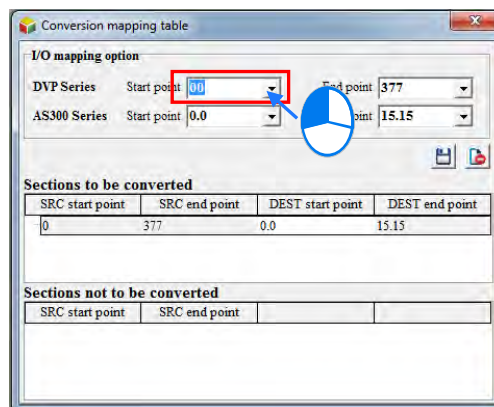 Conversion mapping table
I/O mapping option
DVP Series Start point 00 End point 377
AS300 Series Start point 0.0 point 15.15
Sections to be converted
SRC start point SRC end point DEST start point DEST end point
0 377 0.0 15.15
Sections not to be converted
SRC start point SRC end point